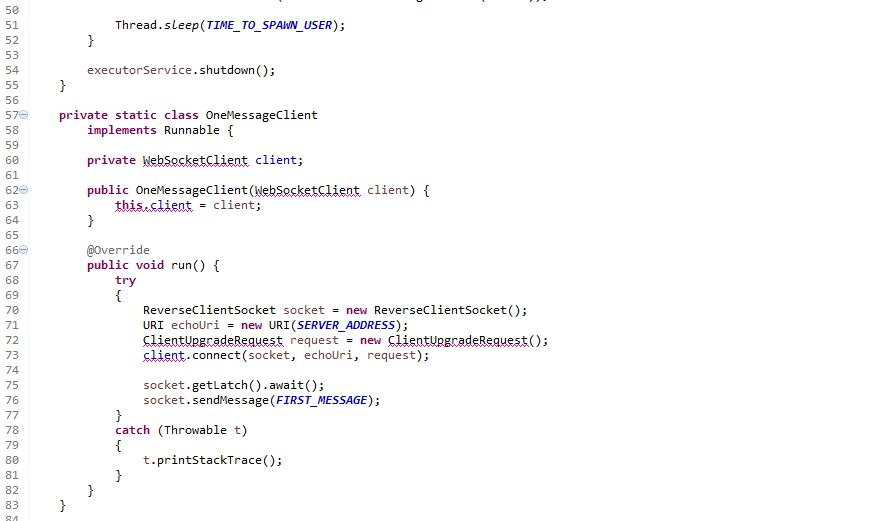 50
51 Thread.sleep(TIME_TO_SPAWN_USER);
52 }
53
54 executorService.shutdown();
55 }
56
57 private static class OneMessageClient
58 implements Runnable {
59
60 private WebSocketClient client;
61
62 public OneMessageClient(WebSocketClient client) {
63 this.client = client;
64 }
65
66 @Override
67 public void run() {
68 try
69 {
70 ReverseClientSocket socket = new ReverseClientSocket();
71 URI echoUri = new URI(SERVER_ADDRESS);
72 ClientUpgradeRequest request = new ClientUpgradeRequest();
73 client.connect(socket, echoUri, request);
74
75 socket.getLatch().await();
76 socket.sendMessage(FIRST_MESSAGE);
77 }
78 catch (Throwable t)
79 {
80 t.printStackTrace();
81 }
82 }
83 }
84